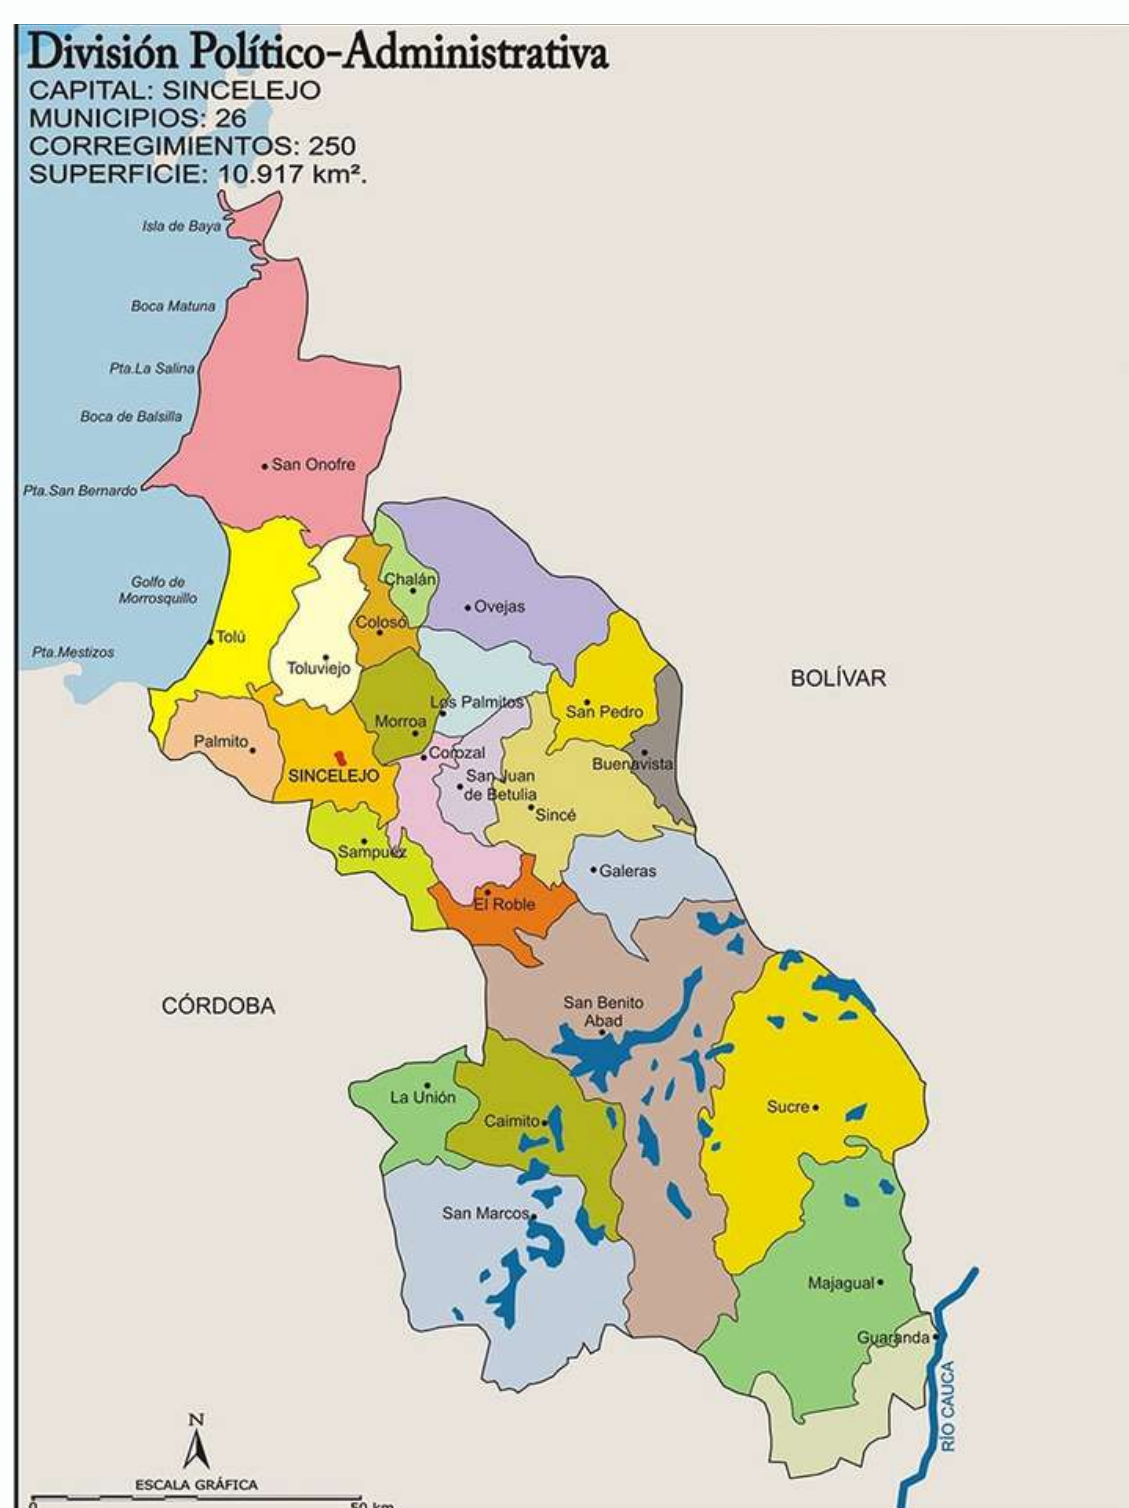 División Político-Administrativa
CAPITAL: SINCELEJO
MUNICIPIOS: 26
CORREGIMIENTOS: 250
SUPERFICIE: 10.917 km².
Isla de Baya
Boca Matuna
Pta.La Salina
Boca de Balsilla
San Onofre
Pta.San Bernardo
Golfo de
Morrosquillo
Chalán
Ovejas
Colosó
Tolú
Pta.Mestizos
Toluviejo
BOLÍVAR
Los Palmitos
San Pedro
Morroa
Palmito
Corozal
Buenavista
SINCELEJO
San Juan
de Betulia
Sincé
Sampuéz
Galeras
El Roble
CÓRDOBA
San Benito
Abad
La Unión
Sucre
Caimito
San Marcos
Majagual
Guaranda
RÍO CAUCA
N
ESCALA GRÁFICA
0 50 km